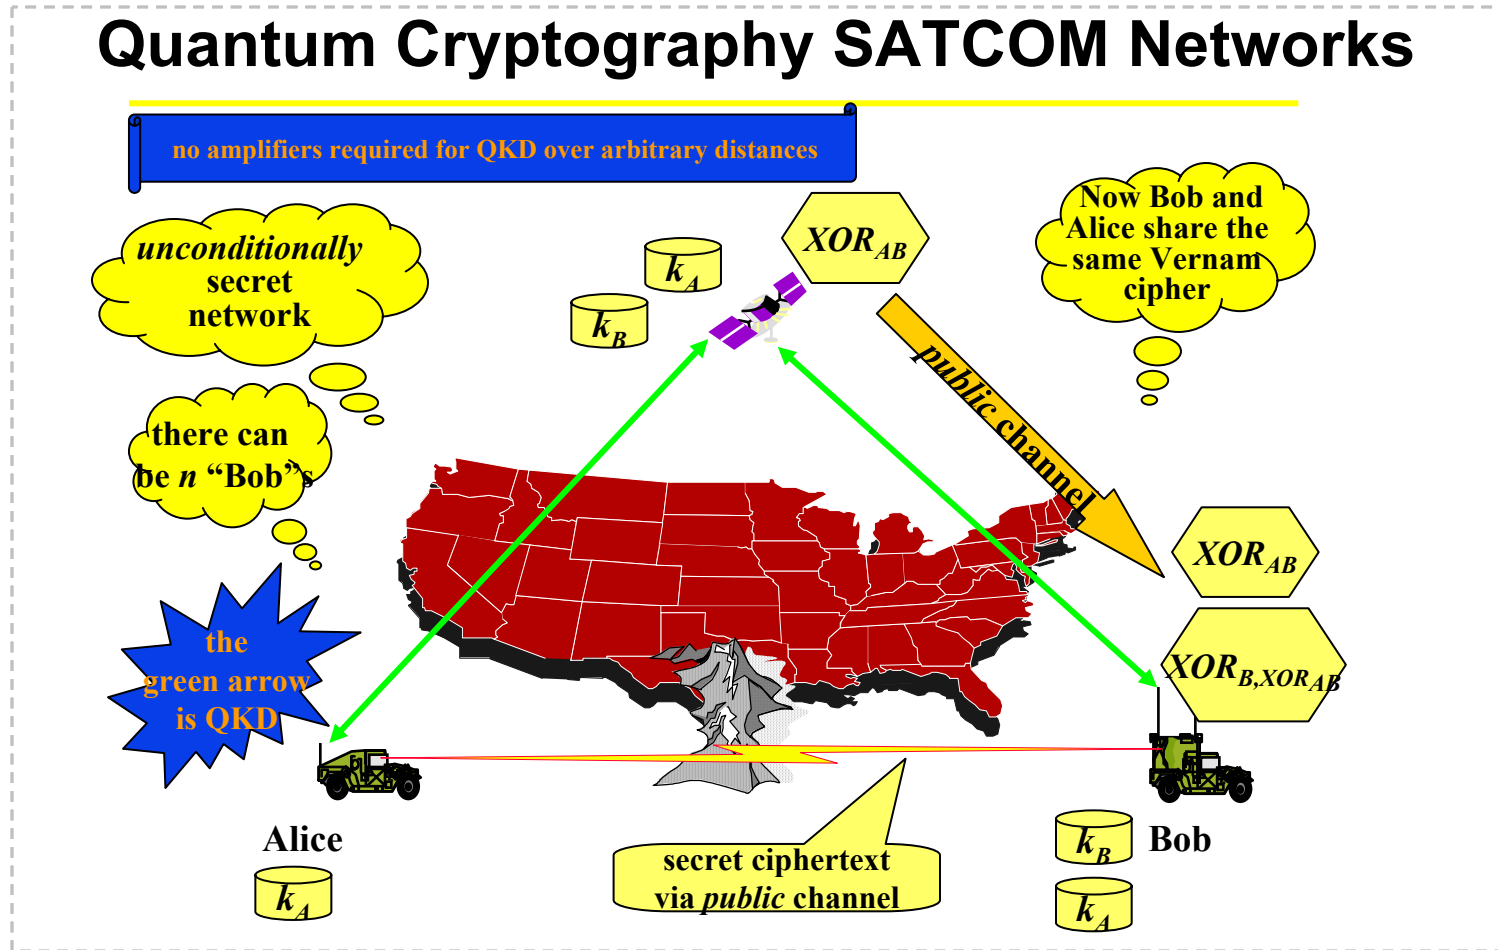 Quantum Cryptography SATCOM Networks
no amplifiers required for QKD over arbitrary distances
unconditionally
secret
network
there can
be n “Bob”s
the
green arrow
is QKD
k_A
k_B
XOR_AB
Now Bob and
Alice share the
same Vernam
cipher
public channel
XOR_AB
XOR_B,XOR_AB
Alice
k_A
secret ciphertext
via public channel
k_B
Bob
k_A